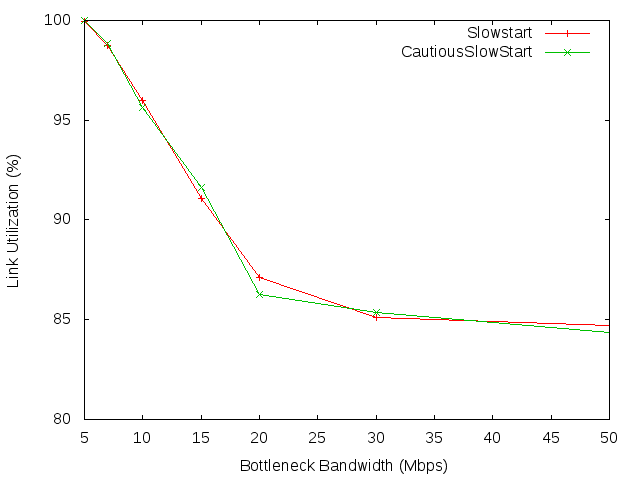 100
95
90
85
80
Link Utilization (%)
Slowstart
CautiousSlowStart
5 10 15 20 25 30 35 40 45 50
Bottleneck Bandwidth (Mbps)